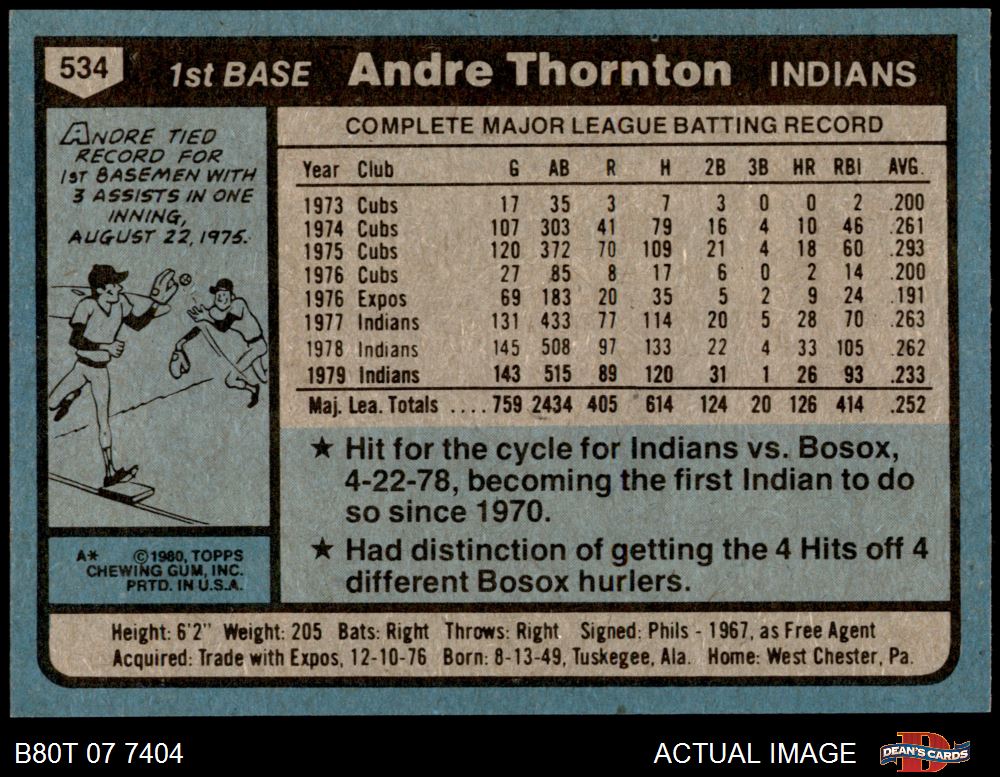 534
1st BASE Andre Thornton INDIANS
ANDRE TIED
RECORD FOR
1ST BASEMEN WITH
3 ASSISTS IN ONE
INNING,
AUGUST 22, 1975.
COMPLETE MAJOR LEAGUE BATTING RECORD
Year Club G AB R H 2B 3B HR RBI AVG.
1973 Cubs 17 35 3 7 3 0 0 2 .200
1974 Cubs 107 303 41 79 16 4 10 46 .261
1975 Cubs 120 372 70 109 21 4 18 60 .293
1976 Cubs 27 85 8 17 6 0 2 14 .200
1976 Expos 69 183 20 35 5 2 9 24 .191
1977 Indians 131 433 77 114 20 5 28 70 .263
1978 Indians 145 508 97 133 22 4 33 105 .262
1979 Indians 143 515 89 120 31 1 26 93 .233
Maj. Lea. Totals ....759 2434 405 614 124 20 126 414 .252
★ Hit for the cycle for Indians vs. Bosox,
4-22-78, becoming the first Indian to do
so since 1970.
★ Had distinction of getting the 4 Hits off 4
different Bosox hurlers.
A* ©1980, TOPPS
CHEWING GUM, INC.
PRTD. IN U.S.A.
Height: 6'2" Weight: 205 Bats: Right Throws: Right Signed: Phils - 1967, as Free Agent
Acquired: Trade with Expos, 12-10-76 Born: 8-13-49, Tuskegee, Ala. Home: West Chester, Pa.
B80T 07 7404 ACTUAL IMAGE DEAN'S CARDS